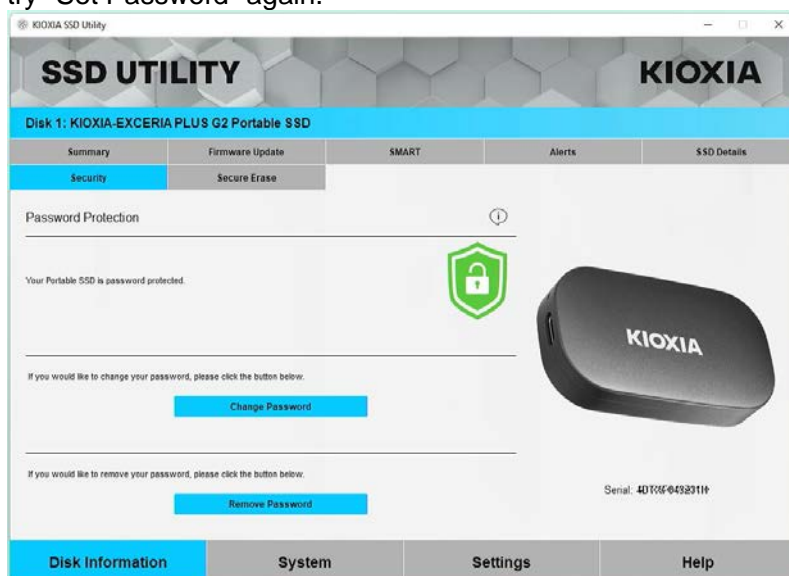 try "Set Password" again.
KIOXIA SSD Utility
SSD UTILITY
KIOXIA
Disk 1: KIOXIA-EXCERIA PLUS G2 Portable SSD
Summary
Firmware Update
SMART
Alerts
SSD Details
Security
Secure Erase
Password Protection
Your Portable SSD is password protected.
KIOXIA
If you would like to change your password, please click the button below.
Change Password
If you would like to remove your password, please click the button below.
Serial:
Remove Password
Disk Information
System
Settings
Help